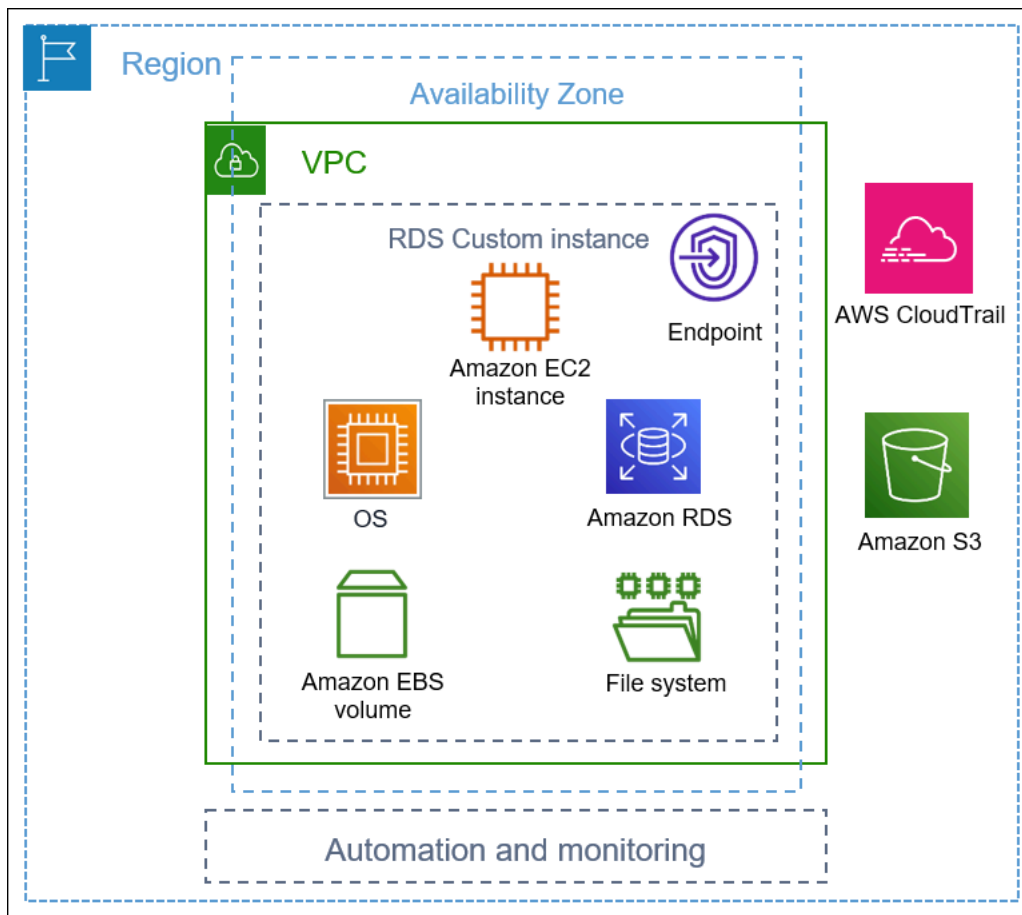 Region
Availability Zone
VPC
RDS Custom instance
Endpoint
AWS CloudTrail
Amazon EC2
instance
OS
Amazon RDS
Amazon S3
Amazon EBS
volume
File system
Automation and monitoring